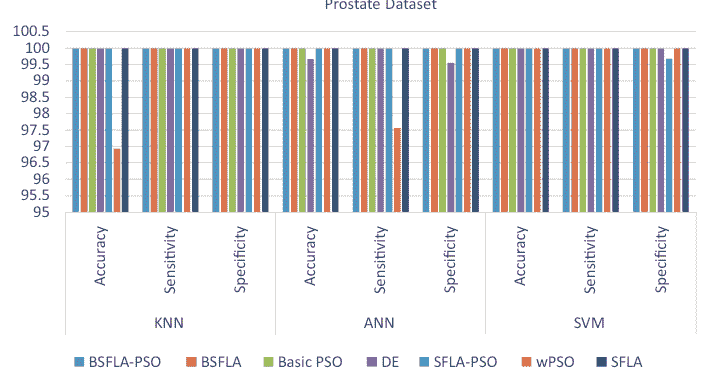 Prostate Dataset
100.5
100
99.5
99
98.5
98
97.5
97
96.5
96
95.5
95
Accuracy
Sensitivity
Specificity
Accuracy
Sensitivity
Specificity
Accuracy
Sensitivity
Specificity
KNN ANN SVM
BSFLA-PSO BSFLA Basic PSO DE SFLA-PSO wPSO SFLA